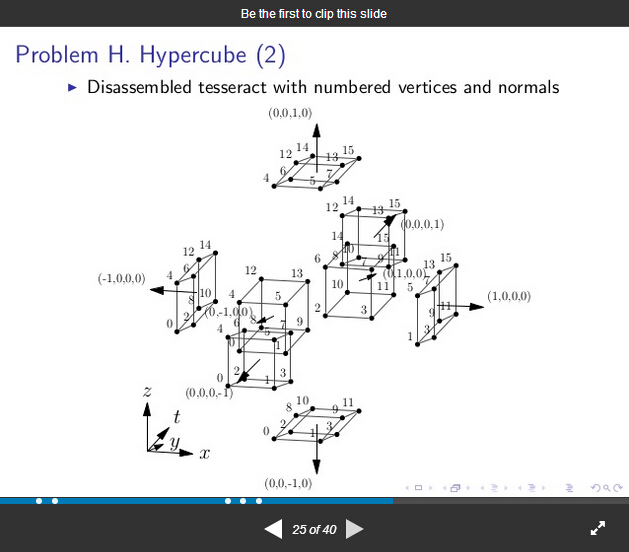 Be the first to clip this slide
Problem H. Hypercube (2)
Disassembled tesseract with numbered vertices and normals
(0,0,1,0)
12 14 13 15
4 6 5 7
12 14 13 15
(0,0,0,1)
14 15
12 14
6 8 10 7 9 11
13 15
4 6
12 13
(0,1,0,0)
5 7
(-1,0,0,0)
10 11
(1,0,0,0)
8 10
4 5
9 11
0 2
(0,-1,0,0)
2 3
8 9
4 6 5 7
1 3
0 1
0 2 1 3
(0,0,0,-1)
z
t
y
x
8 10 9 11
0 2 1 3
(0,0,-1,0)
25 of 40